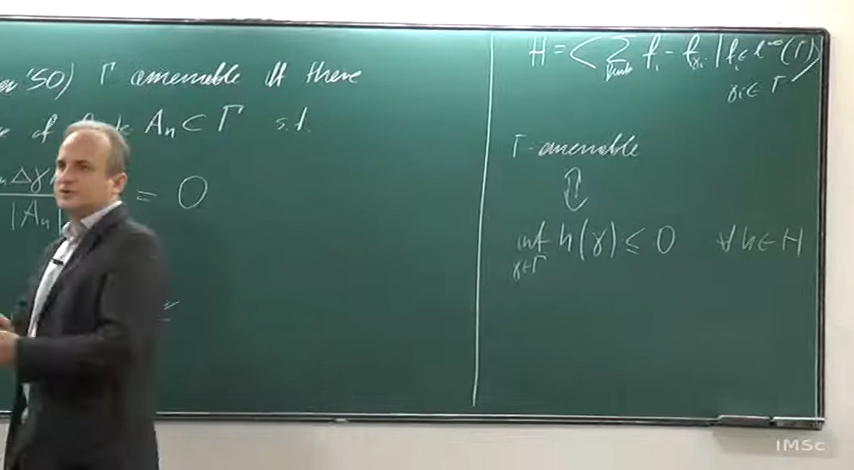 '50) Γ amenable if there
of A_n ⊂ Γ s.t.
= 0
|A_n|
H = < Σ f_i - f_{γ_i} | f_i ∈ l^∞(Γ)
γ_i ∈ Γ
Γ-amenable
⇕
inf h(γ) ≤ 0 ∀h∈H
γ∈Γ
IMSc